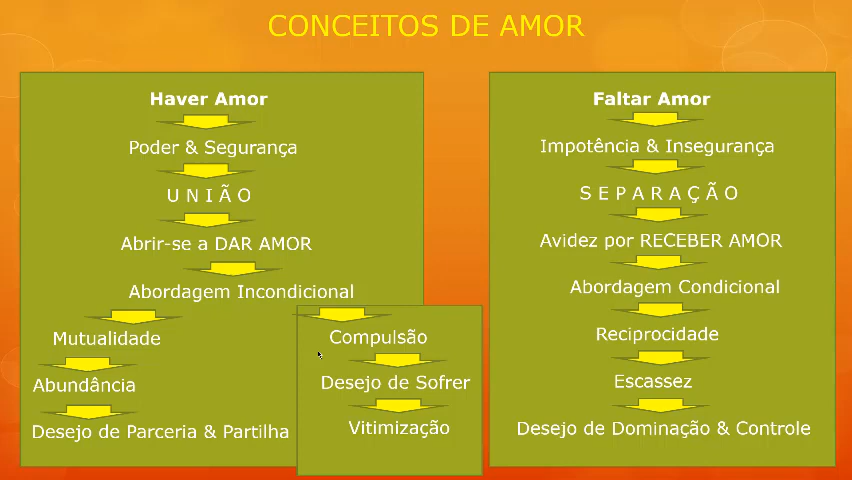 CONCEITOS DE AMOR
Haver Amor
Poder & Segurança
U N I Ã O
Abrir-se a DAR AMOR
Abordagem Incondicional
Mutualidade
Abundância
Desejo de Parceria & Partilha
Compulsão
Desejo de Sofrer
Vitimização
Faltar Amor
Impotência & Insegurança
S E P A R A Ç Ã O
Avidez por RECEBER AMOR
Abordagem Condicional
Reciprocidade
Escassez
Desejo de Dominação & Controle